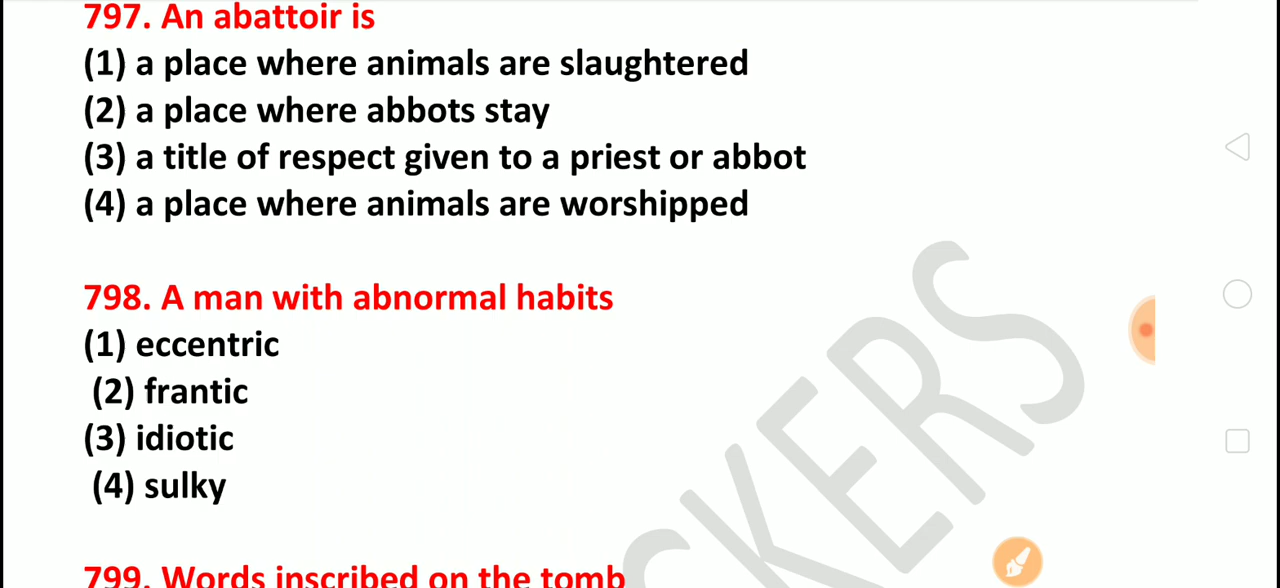 797. An abattoir is
(1) a place where animals are slaughtered
(2) a place where abbots stay
(3) a title of respect given to a priest or abbot
(4) a place where animals are worshipped
798. A man with abnormal habits
(1) eccentric
(2) frantic
(3) idiotic
(4) sulky
799. Words inscribed on the tomb
CKERS